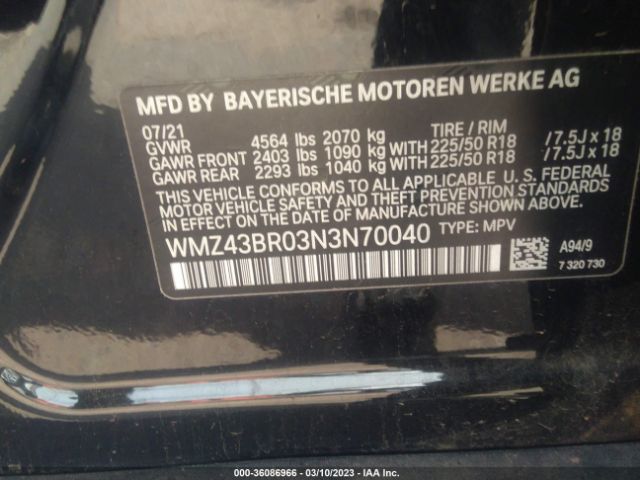 MFD BY BAYERISCHE MOTOREN WERKE AG
07/21 TIRE / RIM
GVWR 4564 lbs 2070 kg
GAWR FRONT 2403 lbs 1090 kg WITH 225/50 R18 / 7.5J x 18
GAWR REAR 2293 lbs 1040 kg WITH 225/50 R18 / 7.5J x 18
THIS VEHICLE CONFORMS TO ALL APPLICABLE U. S. FEDERAL
MOTOR VEHICLE SAFETY AND THEFT PREVENTION STANDARDS
IN EFFECT ON THE DATE OF MANUFACTURE SHOWN ABOVE.
WMZ43BR03N3N70040 TYPE: MPV
A94/9
7 320 730
000-36086966 — 03/10/2023 — IAA Inc.